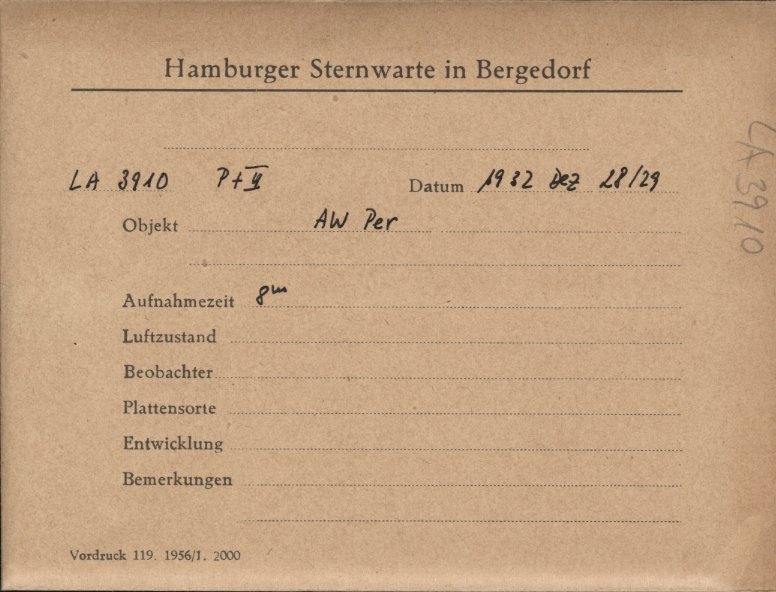 Hamburger Sternwarte in Bergedorf
LA 3910
LA 3910 Datum 1932 Dez 28/29
Objekt AW Per
Aufnahmezeit 8m
Luftzustand
Beobachter
Plattensorte
Entwicklung
Bemerkungen
Vordruck 119. 1956/1. 2000